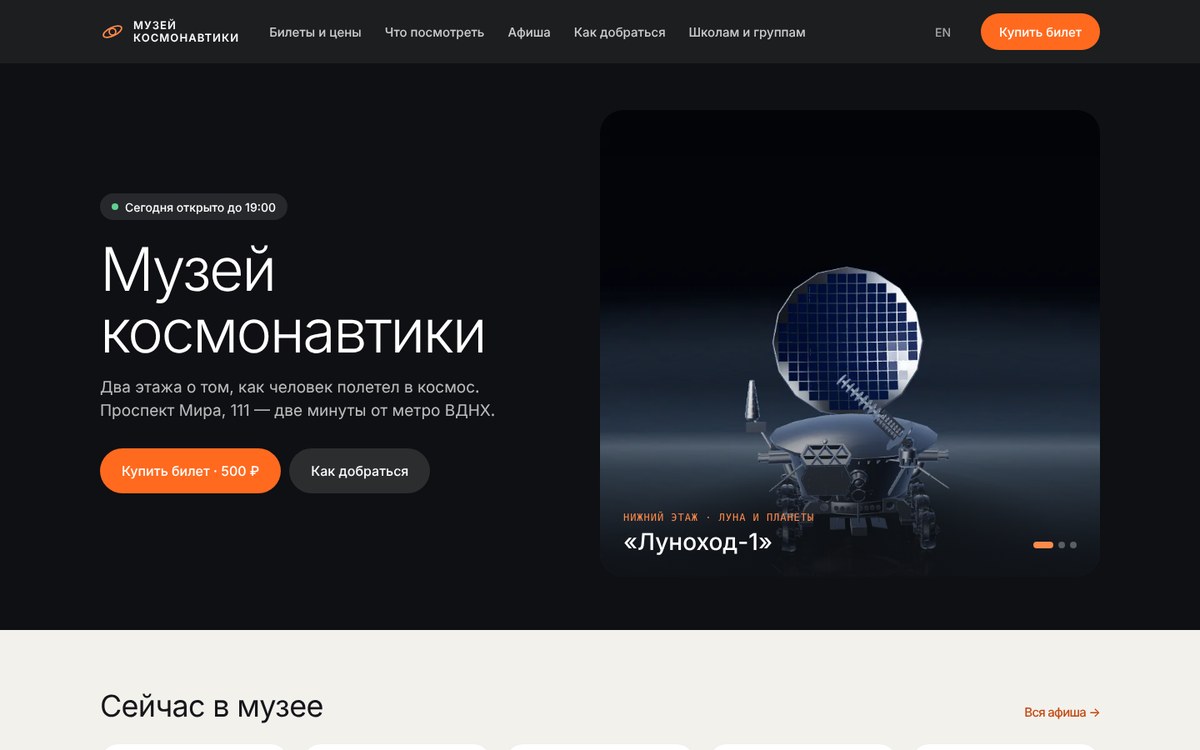 МУЗЕЙ
КОСМОНАВТИКИ
Билеты и цены
Что посмотреть
Афиша
Как добраться
Школам и группам
EN
Купить билет
Сегодня открыто до 19:00
Музей
космонавтики
Два этажа о том, как человек полетел в космос.
Проспект Мира, 111 — две минуты от метро ВДНХ.
Купить билет · 500 ₽
Как добраться
НИЖНИЙ ЭТАЖ · ЛУНА И ПЛАНЕТЫ
«Луноход-1»
Сейчас в музее
Вся афиша →